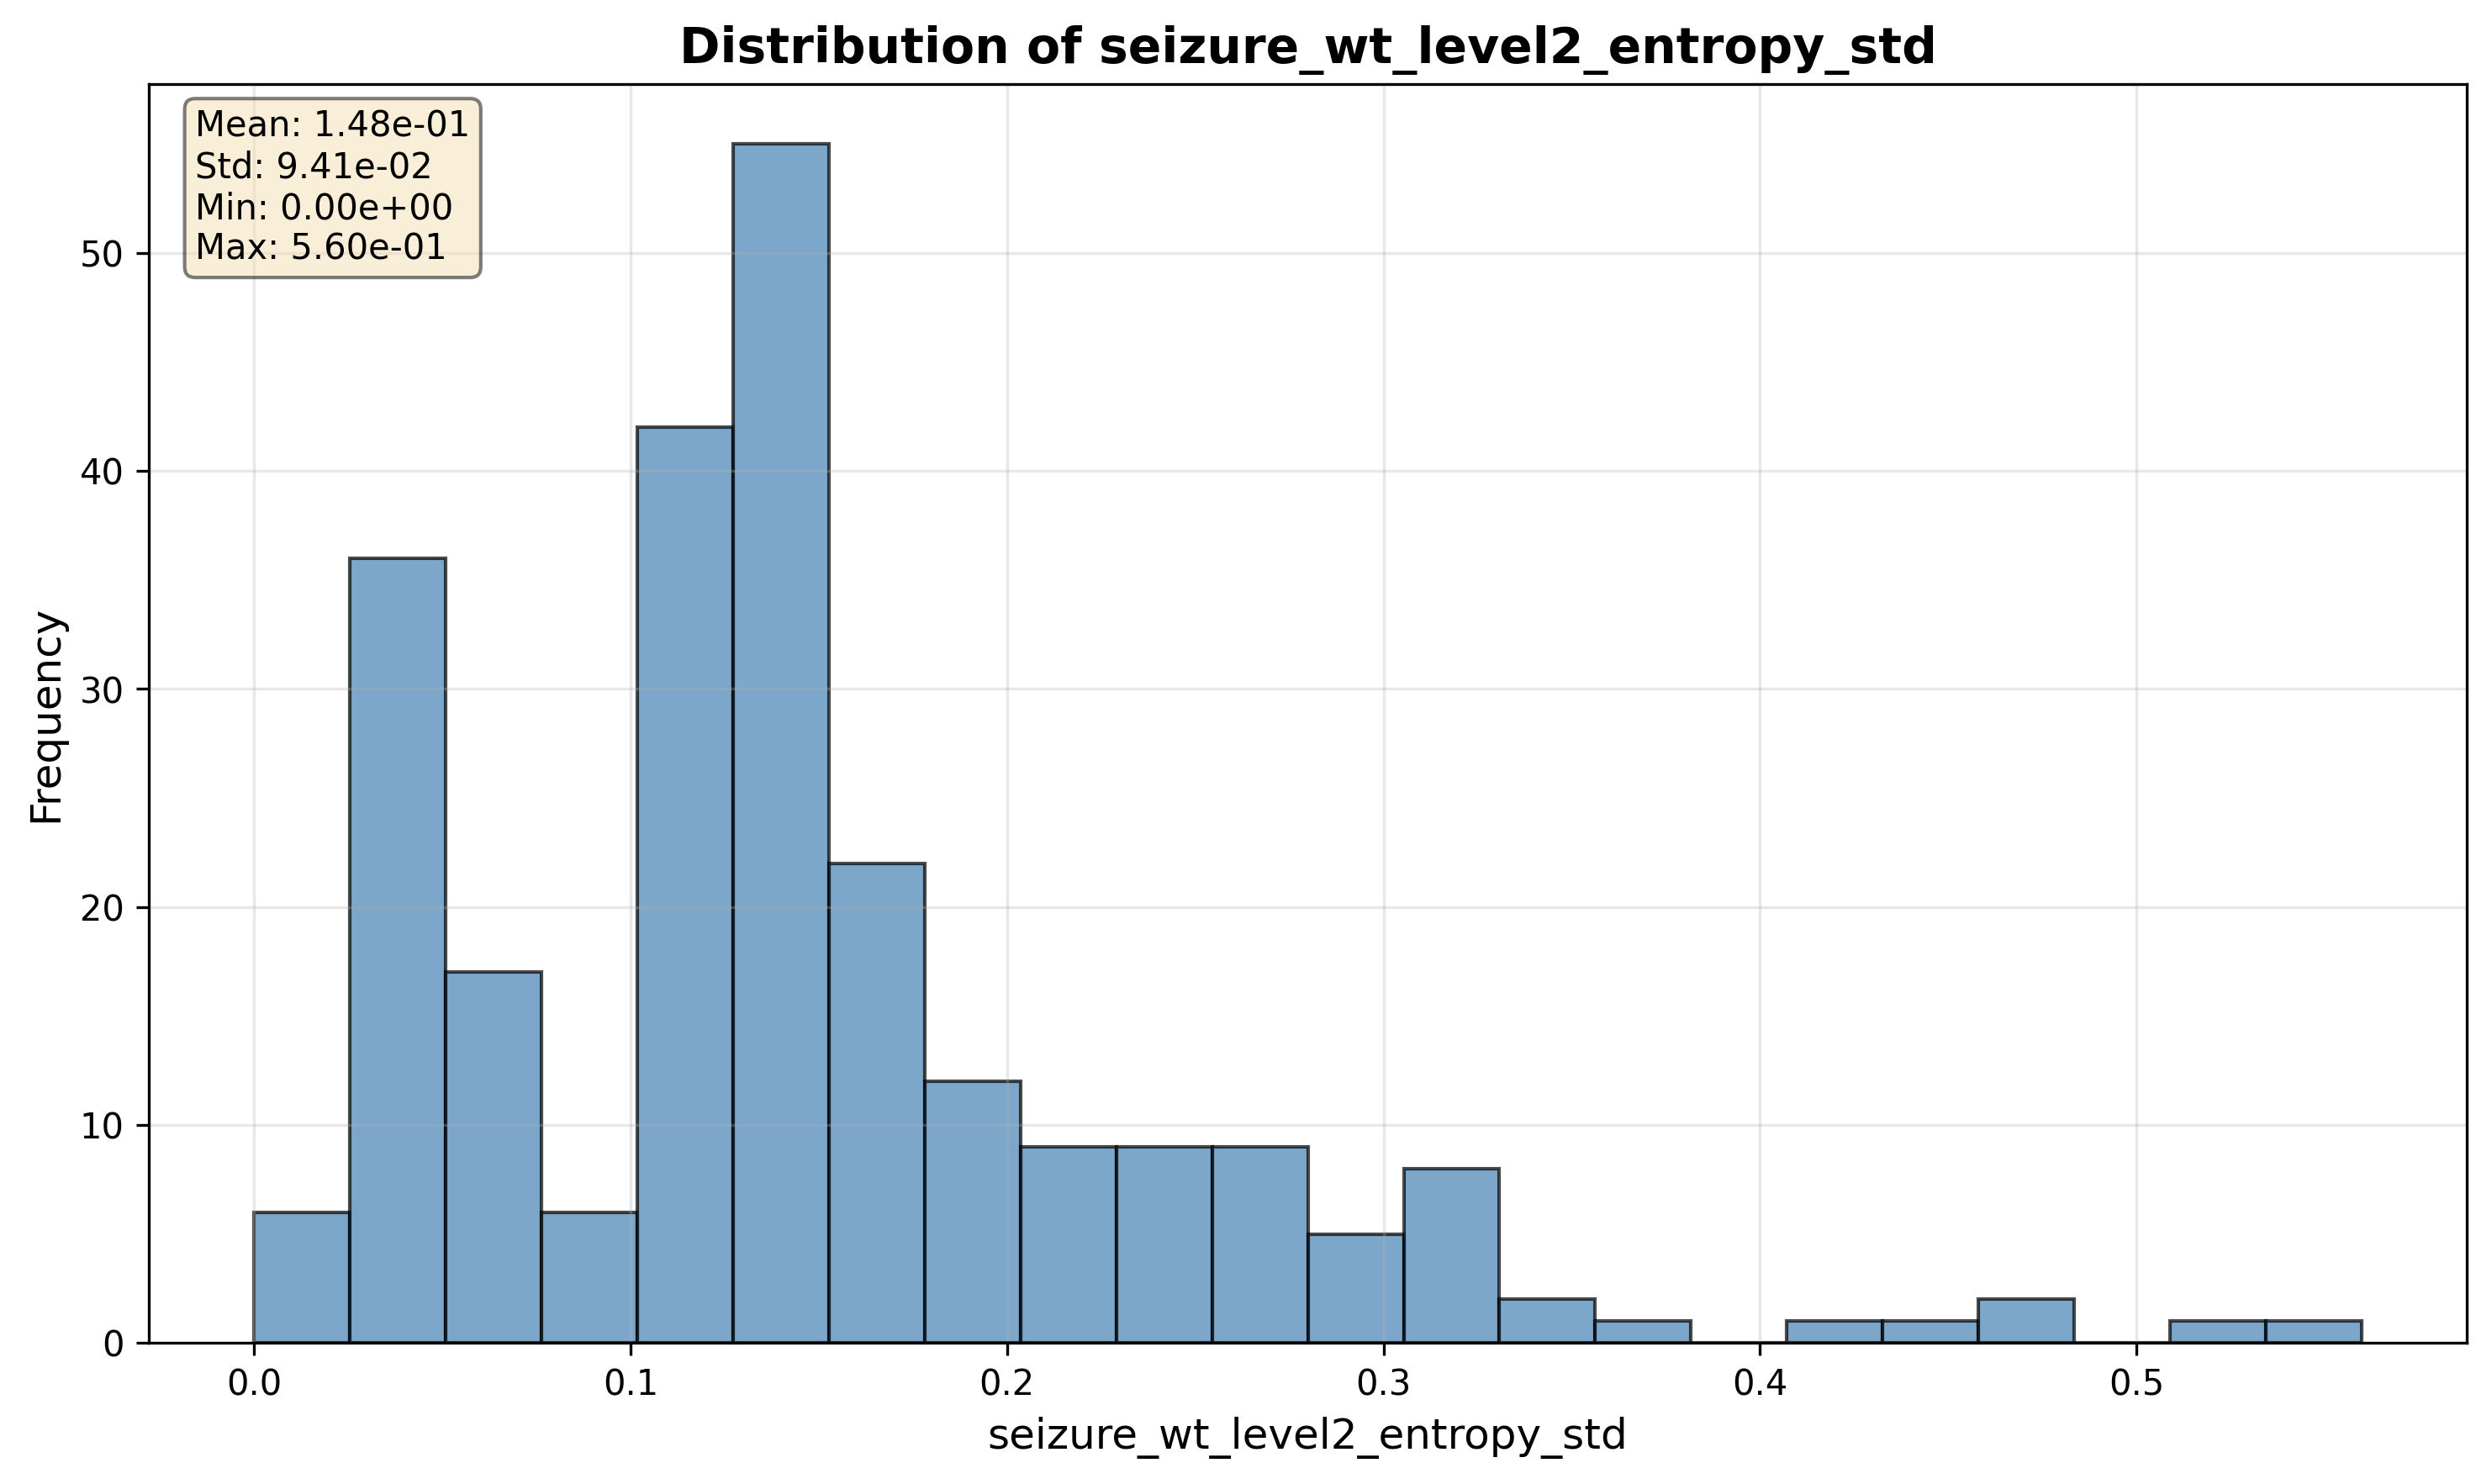 Distribution of seizure_wt_level2_entropy_std
Mean: 1.48e-01
Std: 9.41e-02
Min: 0.00e+00
Max: 5.60e-01
Frequency
50
40
30
20
10
0
0.0
0.1
0.2
0.3
0.4
0.5
seizure_wt_level2_entropy_std